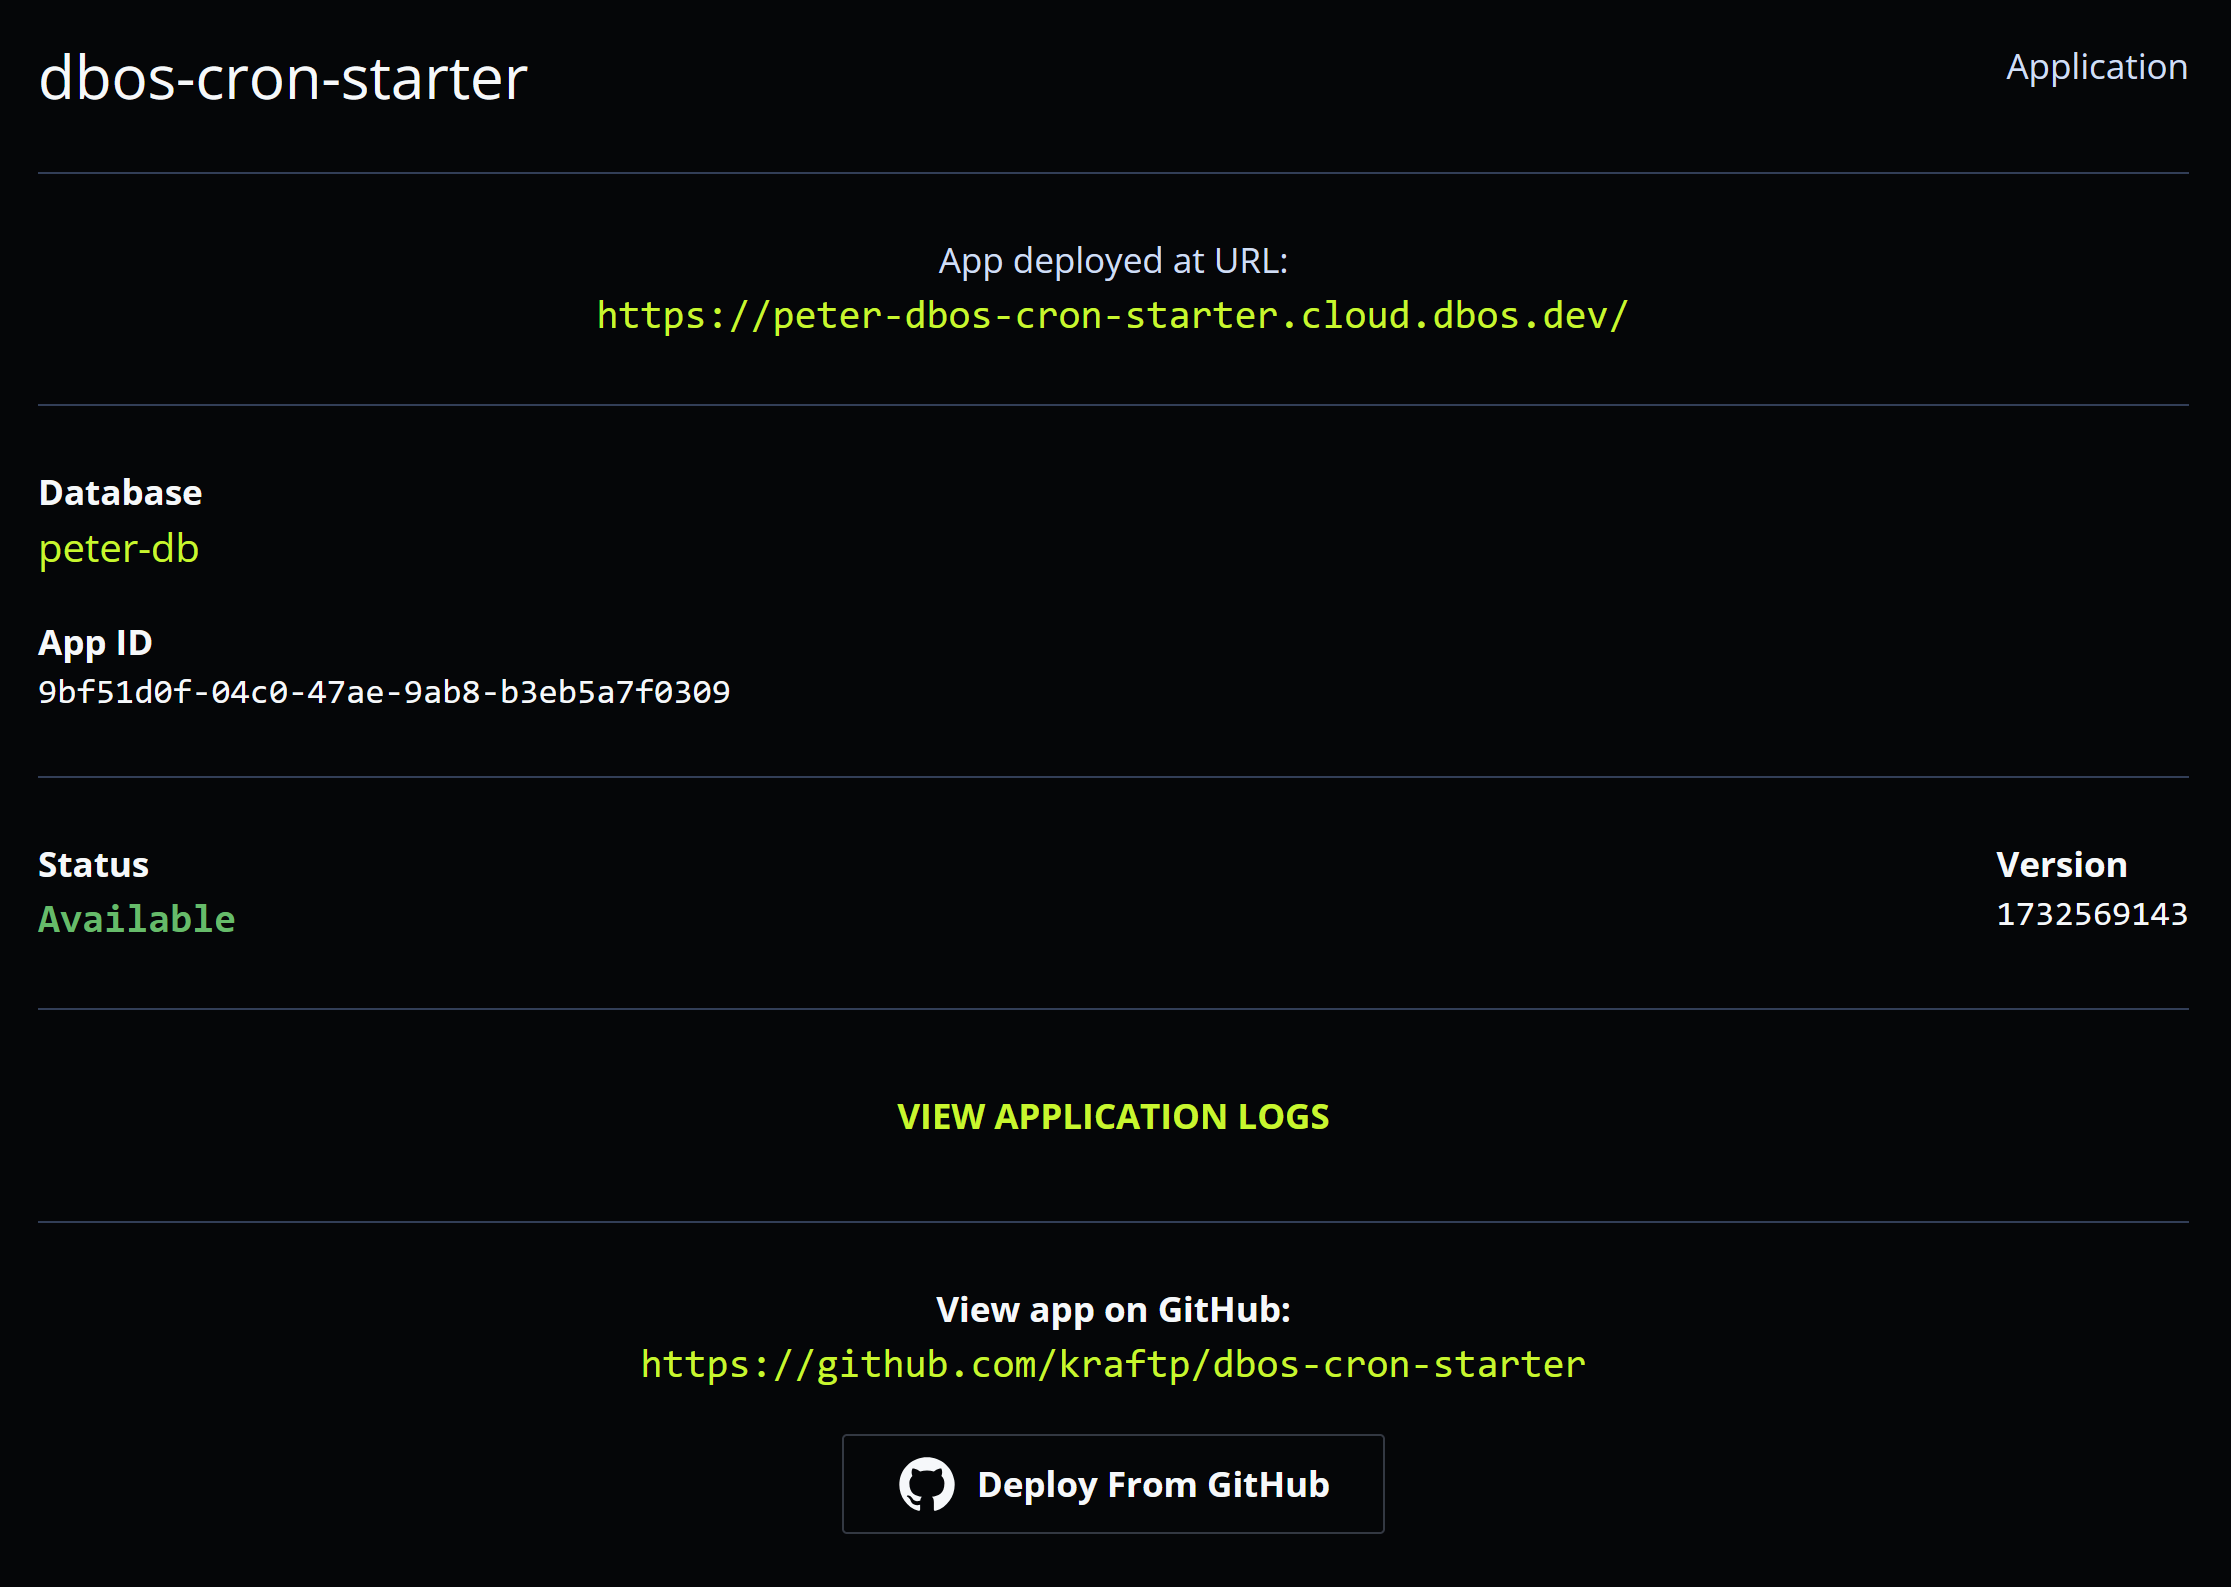 dbos-cron-starter
Application
App deployed at URL:
https://peter-dbos-cron-starter.cloud.dbos.dev/
Database
peter-db
App ID
9bf51d0f-04c0-47ae-9ab8-b3eb5a7f0309
Status
Available
Version
1732569143
VIEW APPLICATION LOGS
View app on GitHub:
https://github.com/kraftp/dbos-cron-starter
Deploy From GitHub